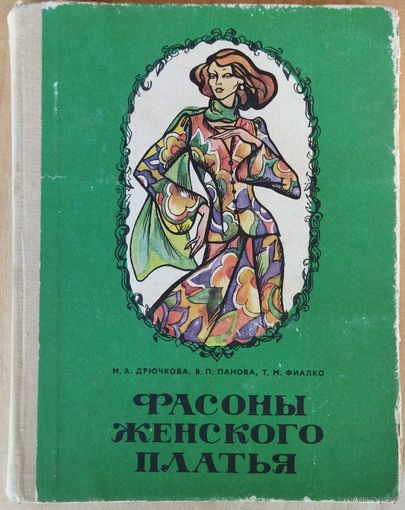 М. А. ДРЮЧКОВА, В. П. ПАНОВА, Т. М. ФИАЛКО
ФАСОНЫ
ЖЕНСКОГО
ПЛАТЬЯ